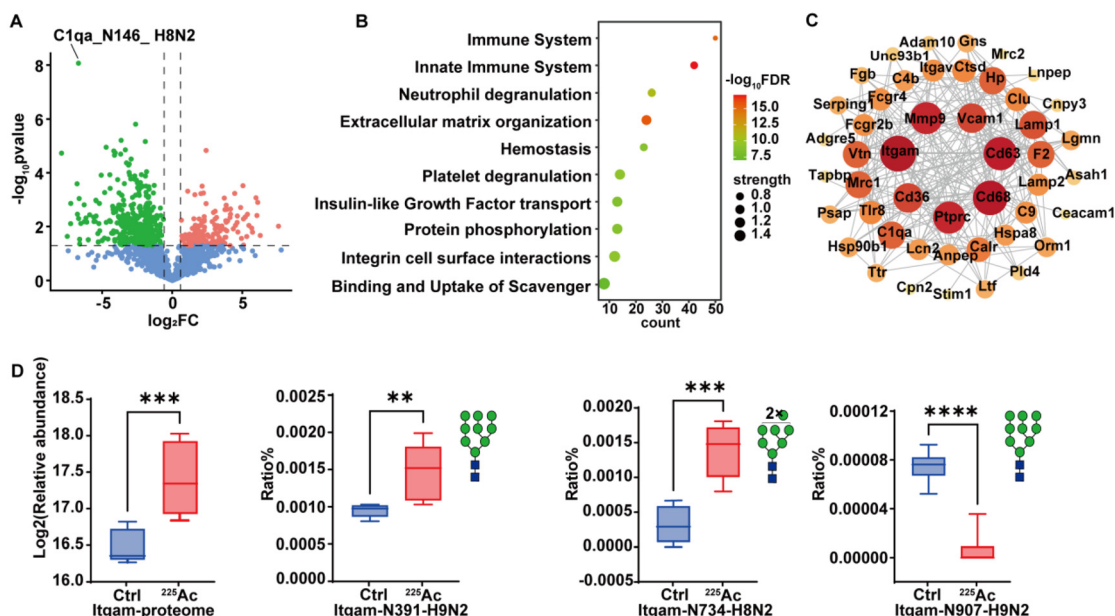 A
C1qa_N146_ H8N2
8
6
4
2
0
-log10pvalue
-5
0
5
log2FC
B
Immune System
Innate Immune System
Neutrophil degranulation
Extracellular matrix organization
Hemostasis
Platelet degranulation
Insulin-like Growth Factor transport
Protein phosphorylation
Integrin cell surface interactions
Binding and Uptake of Scavenger
10 20 30 40 50
count
-log10FDR
15.0
12.5
10.0
7.5
strength
0.8
1.0
1.2
1.4
C
Adam10
Gns
Unc93b1
Mrc2
Itgav
Ctsd
Fgb
C4b
Hp
Lnpep
Fcgr4
Clu
Serping1
Cnpy3
Mmp9
Vcam1
Fcgr2b
Lamp1
Adgre5
Lgmn
Vtn
Itgam
Cd63
F2
Tapbp
Asah1
Mrc1
Lamp2
Cd36
Cd68
Psap
Tlr8
Ptprc
C9
Ceacam1
C1qa
Hspa8
Hsp90b1
Lcn2
Anpep
Calr
Orm1
Ttr
Pld4
Cpn2
Stim1
Ltf
D
Log2(Relative abundance)
18.5
18.0
17.5
17.0
16.5
16.0
***
Ctrl
225Ac
Itgam-proteome
Ratio%
0.0025
0.0020
0.0015
0.0010
0.0005
0.0000
**
Ctrl
225Ac
Itgam-N391-H9N2
Ratio%
0.0020
0.0015
0.0010
0.0005
0.0000
-0.0005
***
2×
Ctrl
225Ac
Itgam-N734-H8N2
Ratio%
0.00012
0.00008
0.00004
0.00000
****
Ctrl
225Ac
Itgam-N907-H9N2